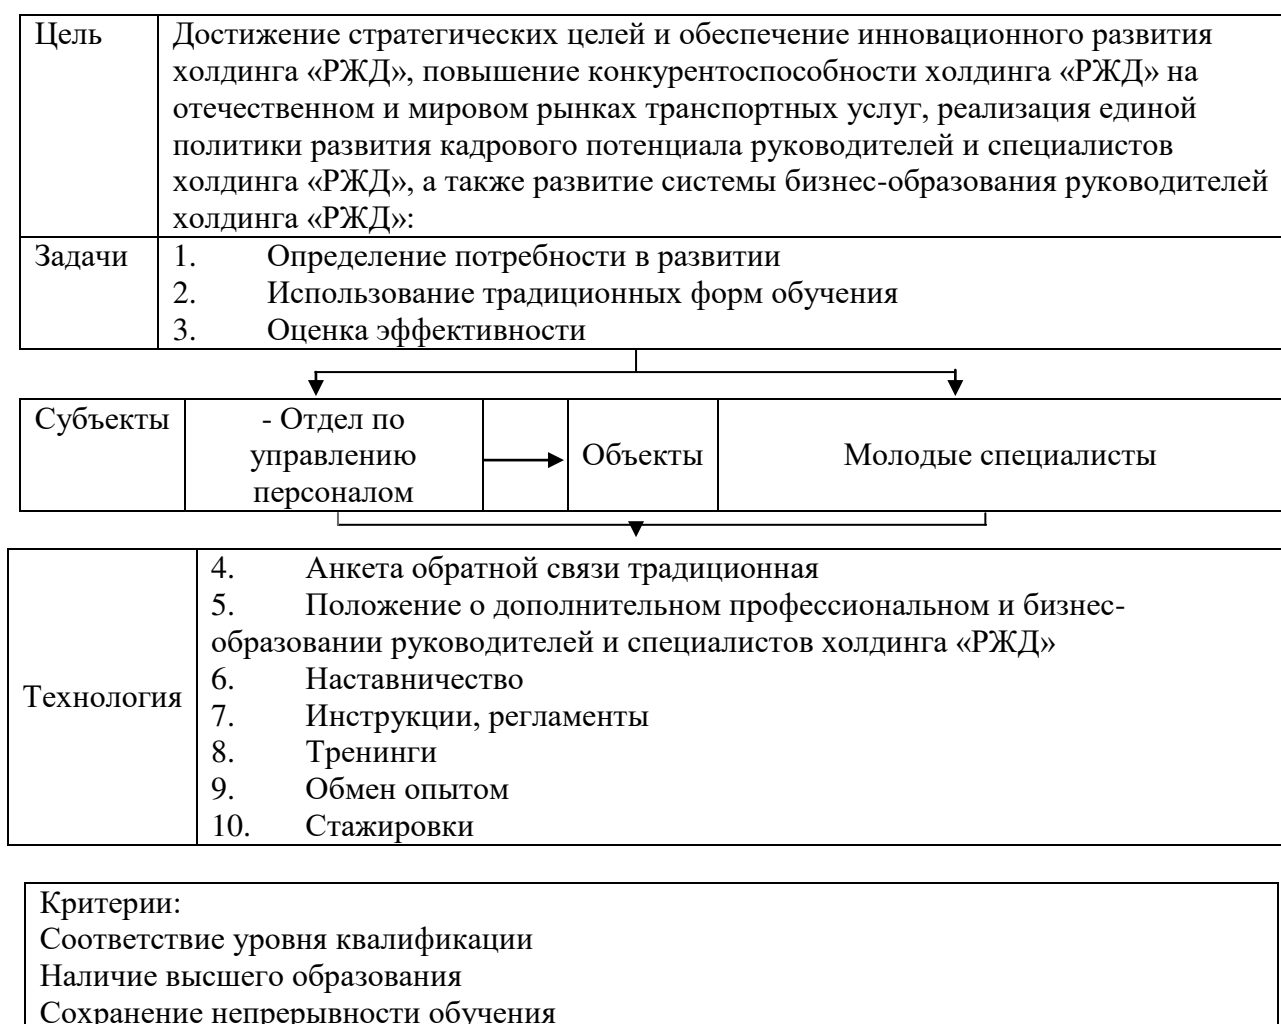 Цель
Достижение стратегических целей и обеспечение инновационного развития
холдинга «РЖД», повышение конкурентоспособности холдинга «РЖД» на
отечественном и мировом рынках транспортных услуг, реализация единой
политики развития кадрового потенциала руководителей и специалистов
холдинга «РЖД», а также развитие системы бизнес-образования руководителей
холдинга «РЖД»:
Задачи
1. Определение потребности в развитии
2. Использование традиционных форм обучения
3. Оценка эффективности
Субъекты
- Отдел по
управлению
персоналом
Объекты
Молодые специалисты
Технология
4. Анкета обратной связи традиционная
5. Положение о дополнительном профессиональном и бизнес-
образовании руководителей и специалистов холдинга «РЖД»
6. Наставничество
7. Инструкции, регламенты
8. Тренинги
9. Обмен опытом
10. Стажировки
Критерии:
Соответствие уровня квалификации
Наличие высшего образования
Сохранение непрерывности обучения